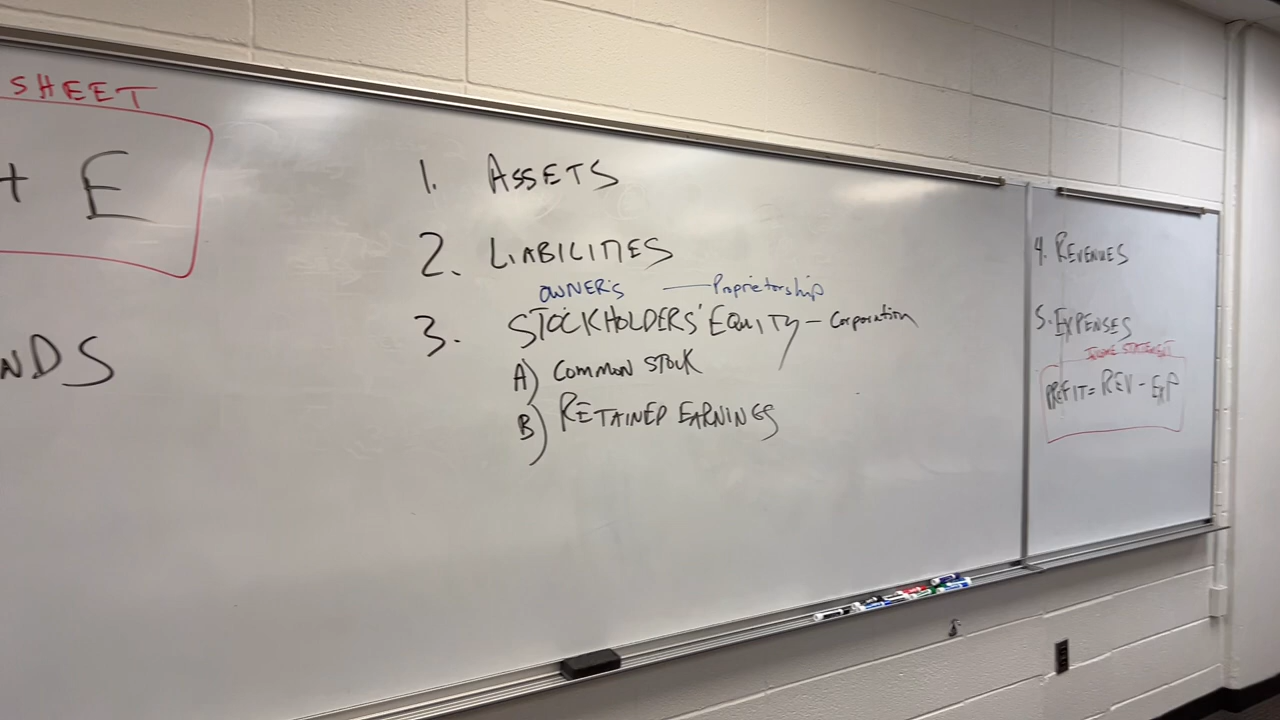 SHEET
+ E
NDS
1. ASSETS
2. LIABILITIES
OWNER'S — Proprietorship
3. STOCKHOLDERS' EQUITY — Corporation
A) COMMON STOCK
B) RETAINED EARNINGS
4. REVENUES
5. EXPENSES
INCOME STATEMENT
PROFIT = REV - EXP